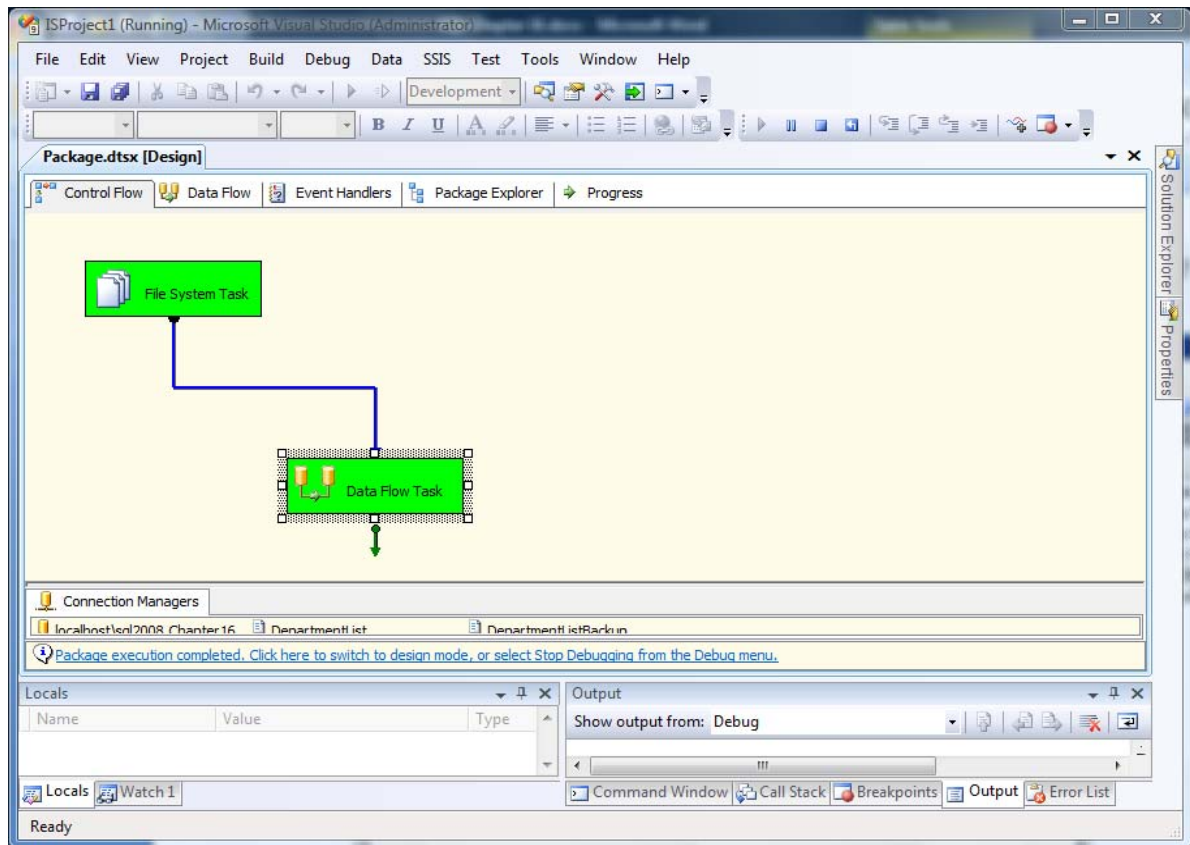 ISProject1 (Running) - Microsoft Visual Studio (Administrator)
File Edit View Project Build Debug Data SSIS Test Tools Window Help
Development
B I U A
Package.dtsx [Design]
Control Flow Data Flow Event Handlers Package Explorer Progress
File System Task
Data Flow Task
Connection Managers
localhost\sql2008.Chapter16 DepartmentList DepartmentListBackup
Package execution completed. Click here to switch to design mode, or select Stop Debugging from the Debug menu.
Locals
Name Value Type
Locals Watch 1
Output
Show output from: Debug
Command Window Call Stack Breakpoints Output Error List
Ready
Solution Explorer
Properties